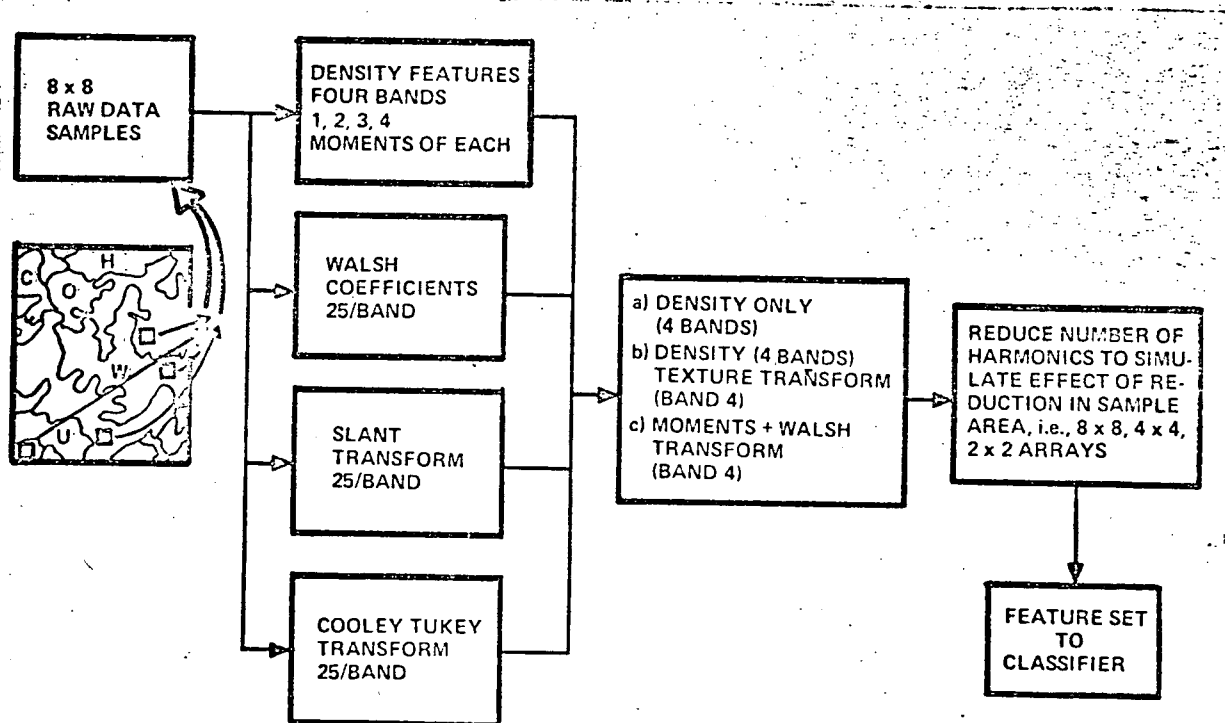 8 x 8
RAW DATA
SAMPLES
DENSITY FEATURES
FOUR BANDS
1, 2, 3, 4
MOMENTS OF EACH
H
C
O
W
U
WALSH
COEFFICIENTS
25/BAND
SLANT
TRANSFORM
25/BAND
COOLEY TUKEY
TRANSFORM
25/BAND
a) DENSITY ONLY
(4 BANDS)
b) DENSITY (4 BANDS)
TEXTURE TRANSFORM
(BAND 4)
c) MOMENTS + WALSH
TRANSFORM
(BAND 4)
REDUCE NUMBER OF
HARMONICS TO SIMU-
LATE EFFECT OF RE-
DUCTION IN SAMPLE
AREA, i.e., 8 x 8, 4 x 4,
2 x 2 ARRAYS
FEATURE SET
TO
CLASSIFIER